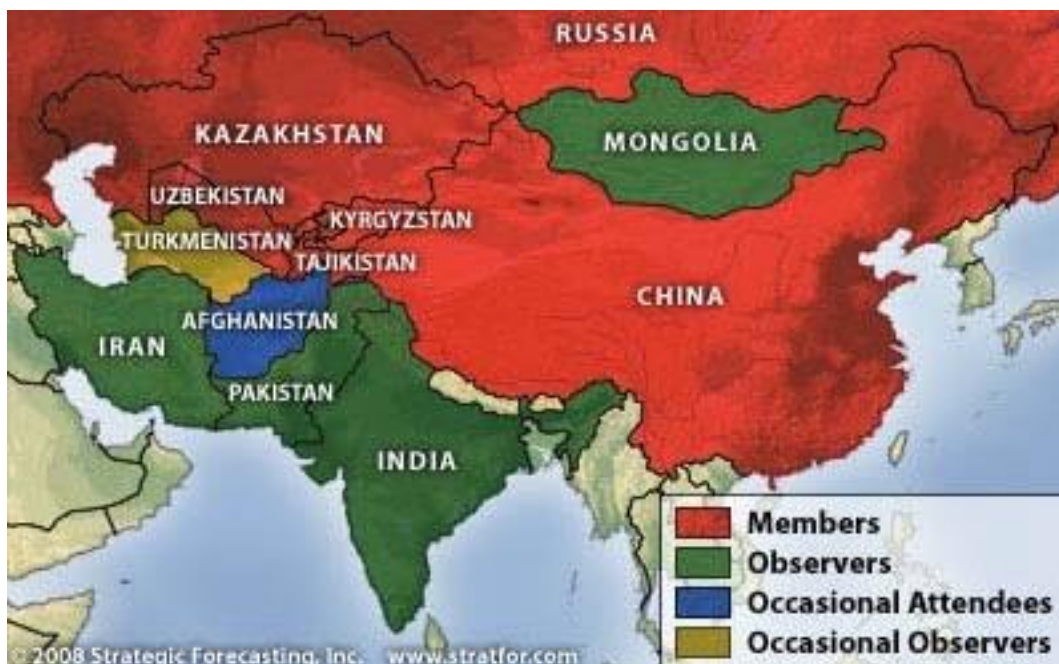 RUSSIA
KAZAKHSTAN
MONGOLIA
UZBEKISTAN
KYRGYZSTAN
TURKMENISTAN
TAJIKISTAN
CHINA
AFGHANISTAN
IRAN
PAKISTAN
INDIA
Members
Observers
Occasional Attendees
Occasional Observers
© 2008 Strategic Forecasting, Inc. www.stratfor.com